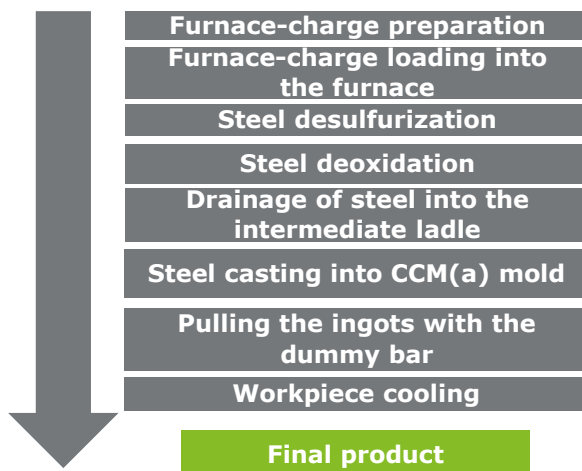 Furnace-charge preparation
Furnace-charge loading into
the furnace
Steel desulfurization
Steel deoxidation
Drainage of steel into the
intermediate ladle
Steel casting into CCM(a) mold
Pulling the ingots with the
dummy bar
Workpiece cooling
Final product